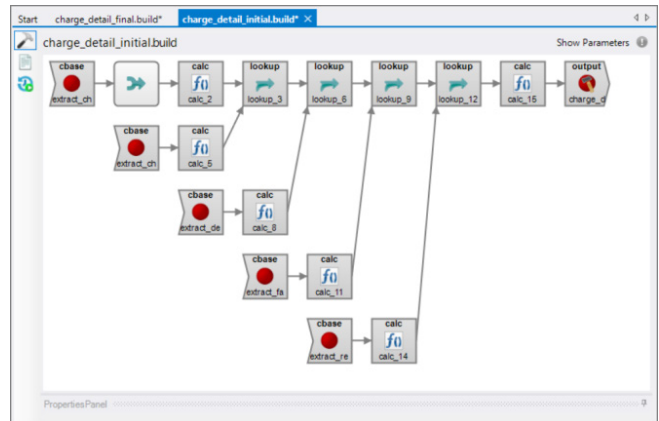 Start charge_detail_final.build* charge_detail_initial.build* ×
charge_detail_initial.build Show Parameters
cbase calc lookup lookup lookup lookup calc output
extract_ch calc_2 lookup_3 lookup_6 lookup_9 lookup_12 calc_15 charge_d
cbase calc
extract_ch calc_5
cbase calc
extract_de calc_8
cbase calc
extract_fa calc_11
cbase calc
extract_re calc_14
PropertiesPanel